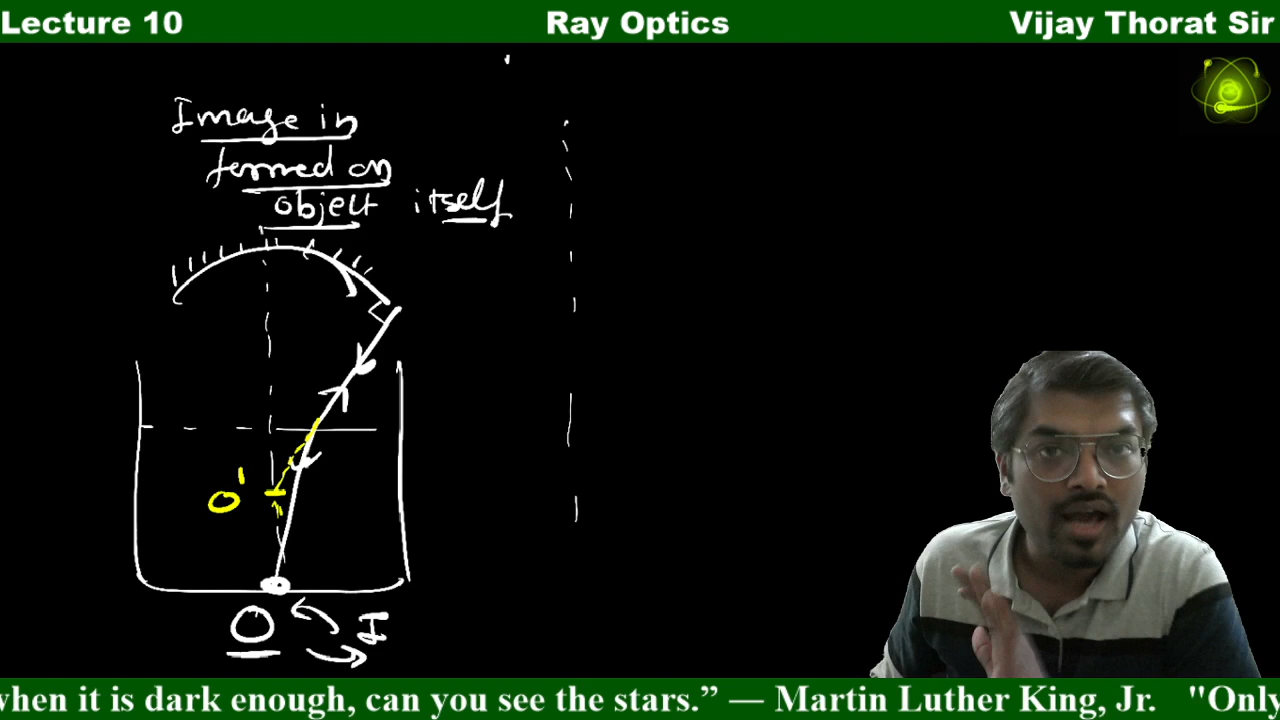 Lecture 10
Ray Optics
Vijay Thorat Sir
Image in
formed on
object itself
O'
O
I
when it is dark enough, can you see the stars.” — Martin Luther King, Jr. "Only